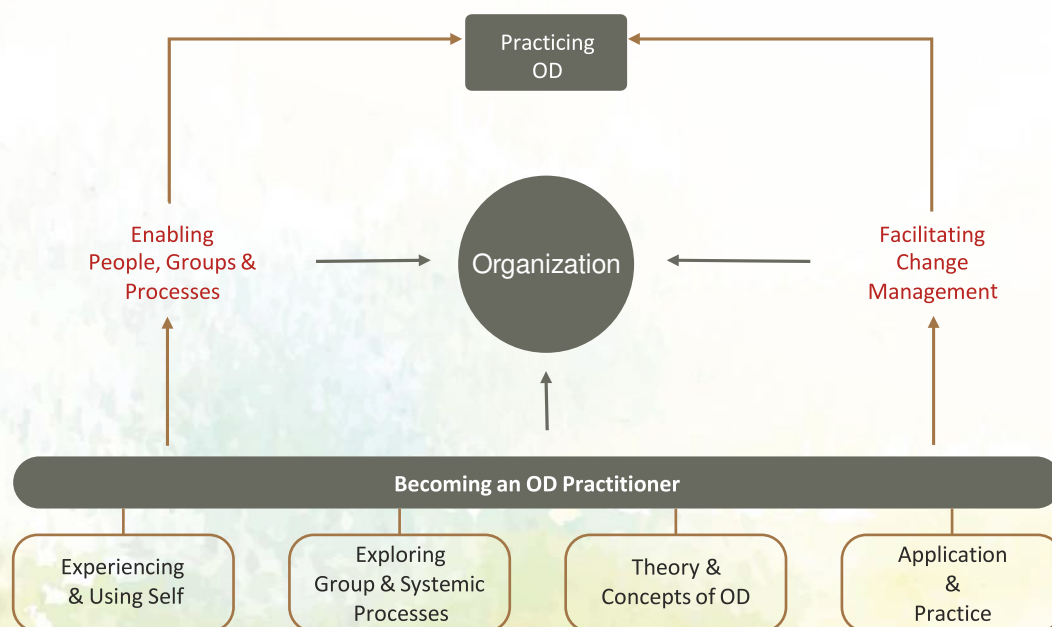 Practicing
OD
Enabling
People, Groups &
Processes
Organization
Facilitating
Change
Management
Becoming an OD Practitioner
Experiencing
& Using Self
Exploring
Group & Systemic
Processes
Theory &
Concepts of OD
Application
&
Practice